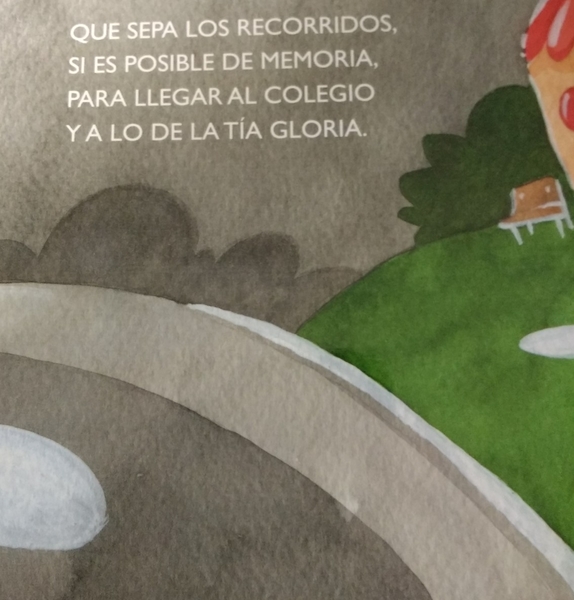 QUE SEPA LOS RECORRIDOS,
SI ES POSIBLE DE MEMORIA,
PARA LLEGAR AL COLEGIO
Y A LO DE LA TÍA GLORIA.